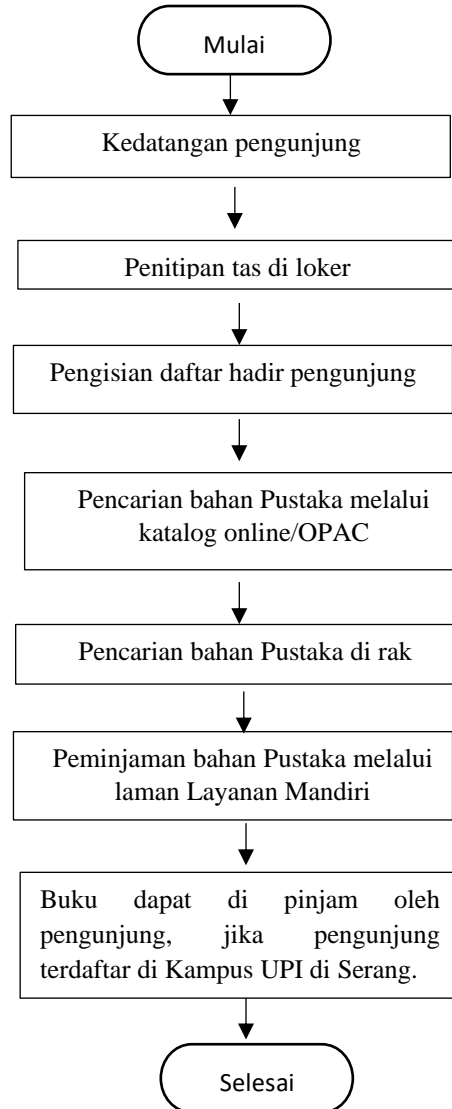 Mulai
Kedatangan pengunjung
Penitipan tas di loker
Pengisian daftar hadir pengunjung
Pencarian bahan Pustaka melalui
katalog online/OPAC
Pencarian bahan Pustaka di rak
Peminjaman bahan Pustaka melalui
laman Layanan Mandiri
Buku dapat di pinjam oleh
pengunjung, jika pengunjung
terdaftar di Kampus UPI di Serang.
Selesai